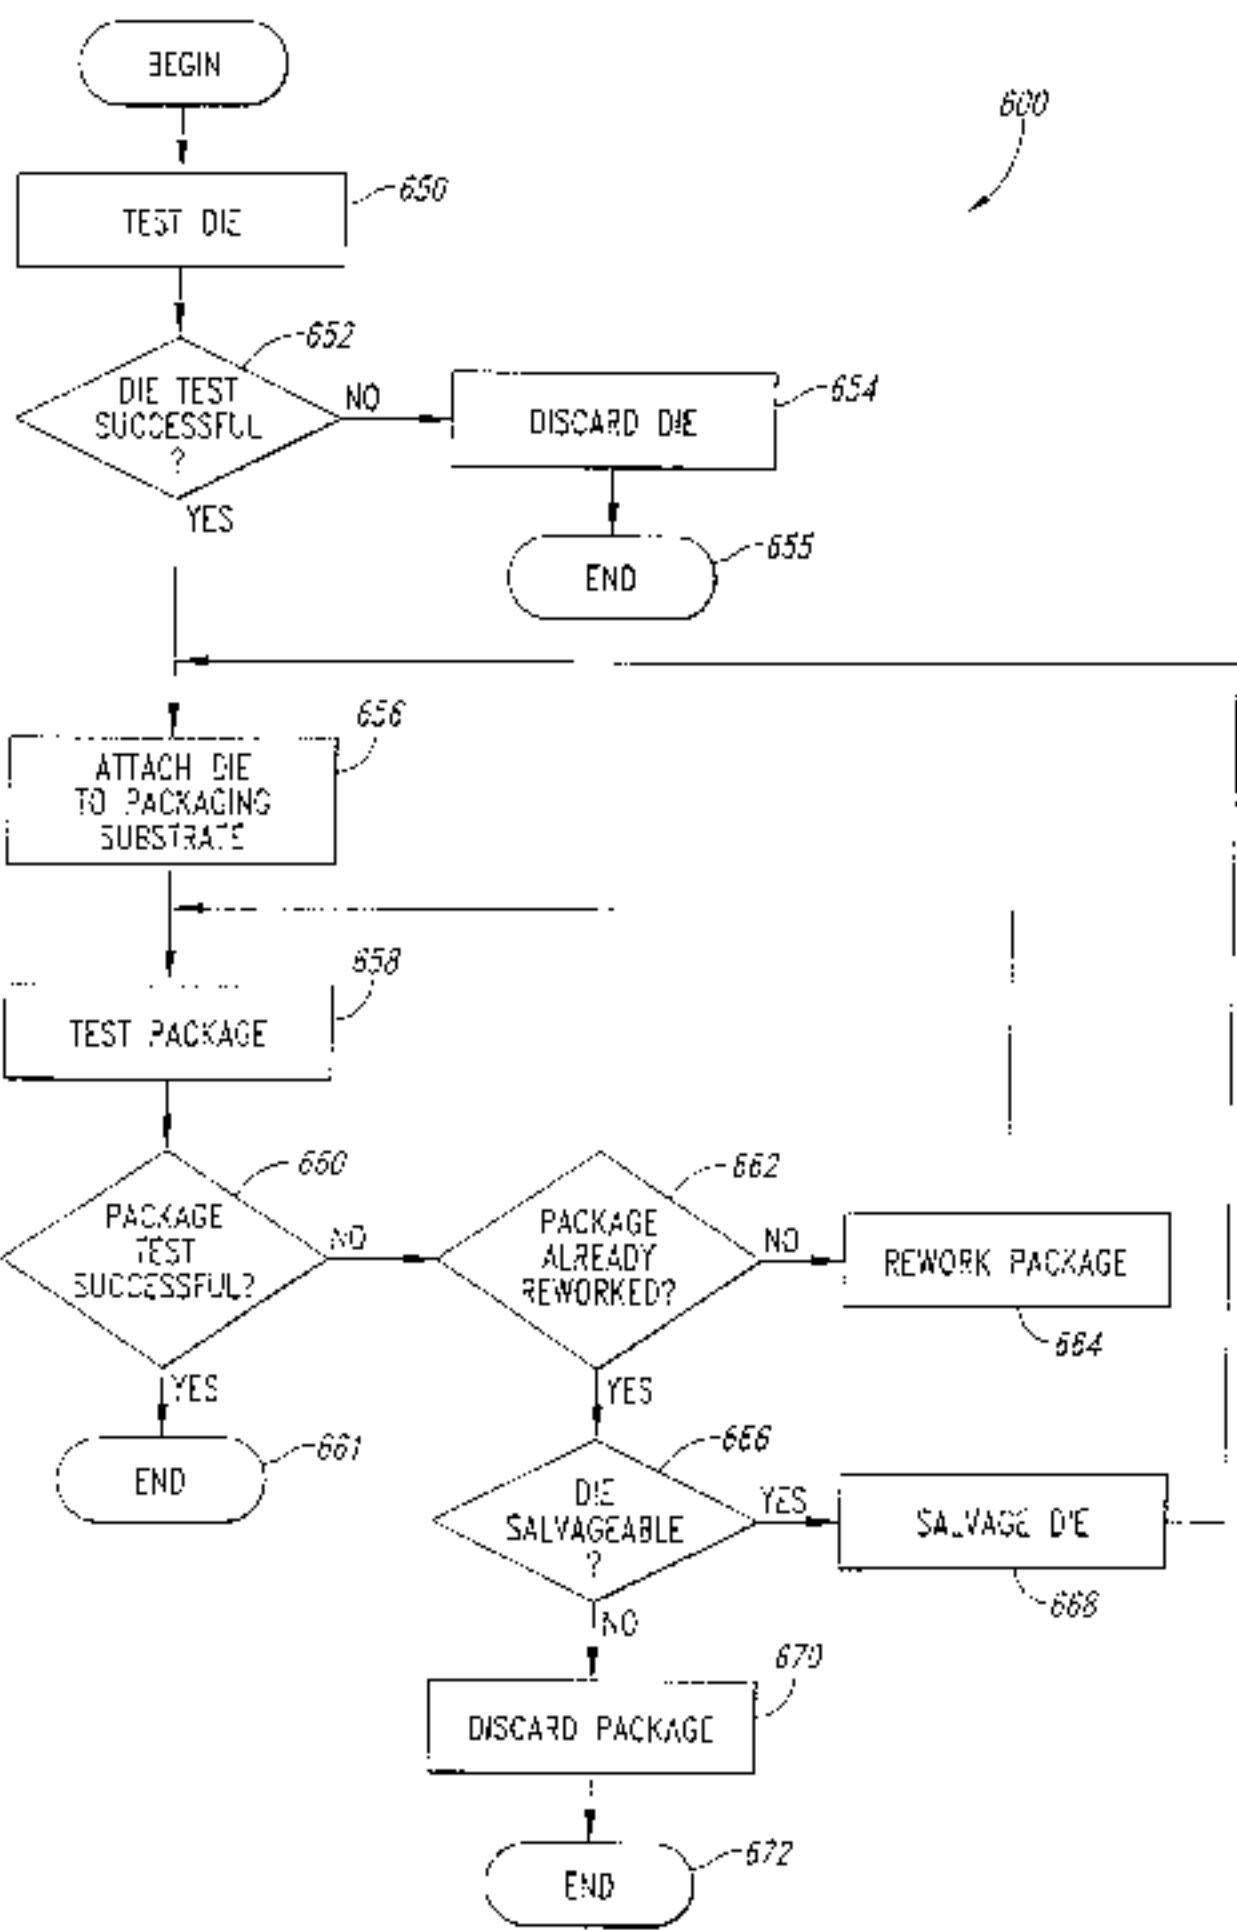 BEGIN
600
650
TEST DIE
652
DIE TEST
SUCCESSFUL
?
NO
654
DISCARD DIE
YES
655
END
656
ATTACH DIE
TO PACKAGING
SUBSTRATE
658
TEST PACKAGE
660
PACKAGE
TEST
SUCCESSFUL?
NO
662
PACKAGE
ALREADY
REWORKED?
NO
REWORK PACKAGE
664
YES
661
END
YES
666
DIE
SALVAGEABLE
?
YES
SALVAGE DIE
668
NO
670
DISCARD PACKAGE
672
END